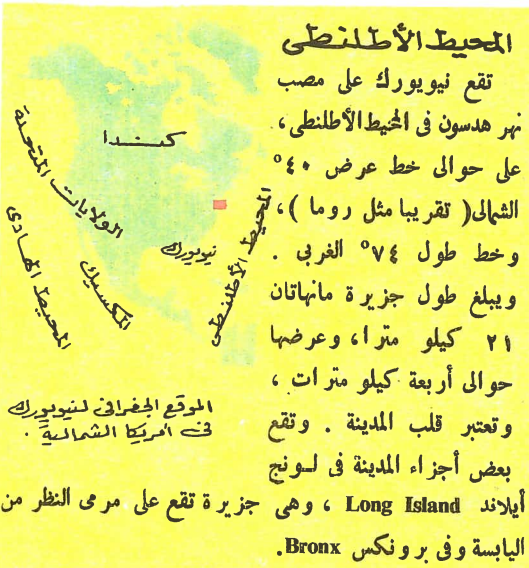 المحيط الأطلنطى
تقع نيويورك على مصب
نهر هدسون فى المحيط الأطلنطى،
على حوالى خط عرض ٤٠°
الشمالى( تقريبا مثل روما )،
وخط طول ٧٤° الغربى .
ويبلغ طول جزيرة مانهاتان
٢١ كيلو مترا، وعرضها
حوالى أربعة كيلو مترات ،
وتعتبر قلب المدينة . وتقع
بعض أجزاء المدينة فى لونج
أيلاند Long Island ، وهى جزيرة تقع على مرمى النظر من
اليابسة وفى برونكس Bronx.
كندا
الولايات المتحدة
المحيط الهادى
المكسيك
نيويورك
المحيط الأطلنطى
الموقع الجغرافى لنيويورك
فى أمريكا الشمالية .